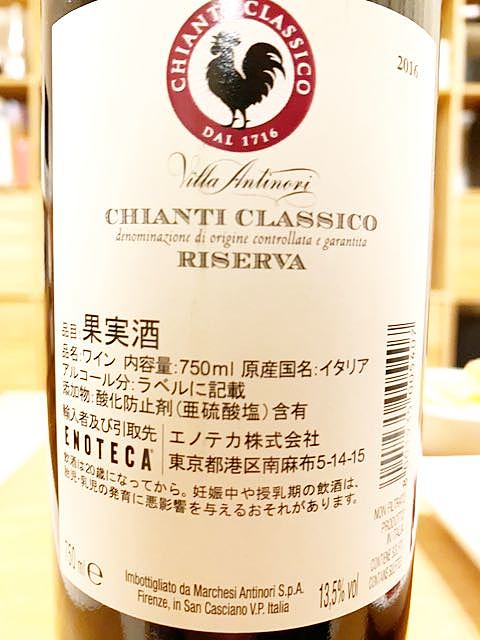 CHIANTI CLASSICO
DAL 1716
2016
Villa Antinori
CHIANTI CLASSICO
denominazione di origine controllata e garantita
RISERVA
品目:果実酒
品名:ワイン 内容量:750ml 原産国名:イタリア
アルコール分:ラベルに記載
添加物:酸化防止剤(亜硫酸塩)含有
輸入者及び引取先
ENOTECA
エノテカ株式会社
東京都港区南麻布5-14-15
飲酒は20歳になってから。妊娠中や授乳期の飲酒は、
胎児・乳児の発育に悪影響を与えるおそれがあります。
NON FILTRATO
750 ml e
Imbottigliato da Marchesi Antinori S.p.A.
Firenze, in San Casciano V.P. Italia
13,5% vol